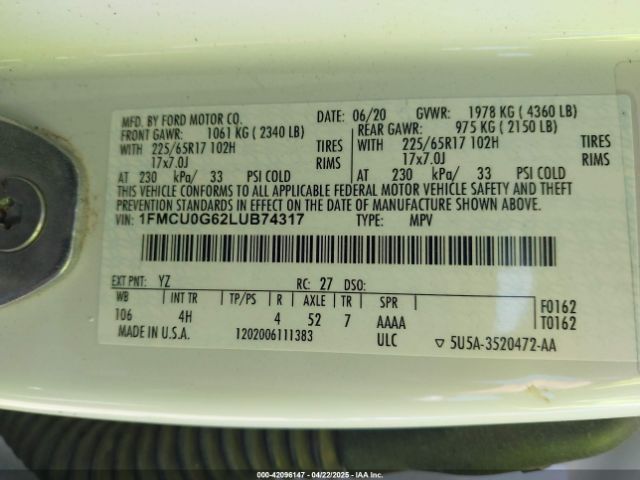 MFD. BY FORD MOTOR CO. DATE: 06/20 GVWR: 1978 KG ( 4360 LB)
FRONT GAWR: 1061 KG ( 2340 LB) REAR GAWR: 975 KG ( 2150 LB)
WITH 225/65R17 102H TIRES WITH 225/65R17 102H TIRES
17x7.0J RIMS 17x7.0J RIMS
AT 230 kPa/ 33 PSI COLD AT 230 kPa/ 33 PSI COLD
THIS VEHICLE CONFORMS TO ALL APPLICABLE FEDERAL MOTOR VEHICLE SAFETY AND THEFT
PREVENTION STANDARDS IN EFFECT ON THE DATE OF MANUFACTURE SHOWN ABOVE.
VIN: 1FMCU0G62LUB74317 TYPE: MPV
EXT PNT: YZ RC: 27 DSO:
WB INT TR TP/PS R AXLE TR SPR F0162
106 4H 4 52 7 AAAA T0162
MADE IN U.S.A. 1202006111383 ULC ▽ 5U5A-3520472-AA
000-42096147 - 04/22/2025 - IAA Inc.